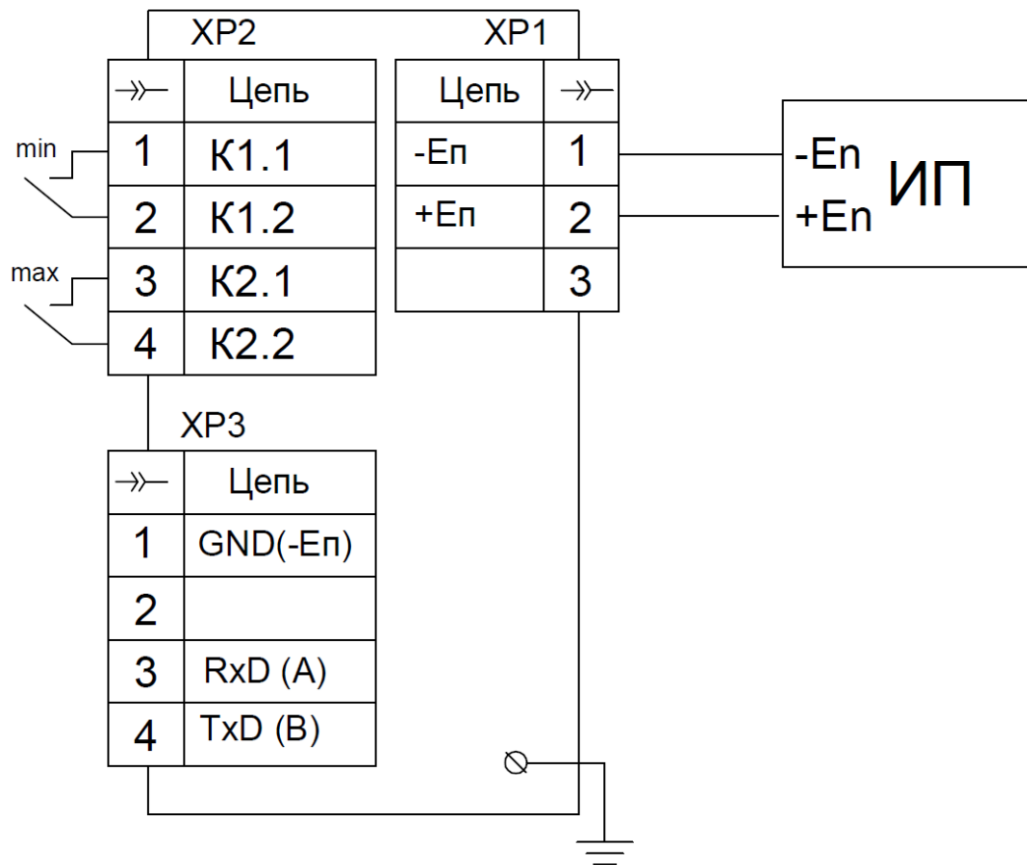 XP2
XP1
Цепь
Цепь
min
1
К1.1
-Еп
1
-En
ИП
2
К1.2
+Еп
2
+En
max
3
К2.1
3
4
К2.2
XP3
Цепь
1
GND(-Еп)
2
3
RxD (A)
4
TxD (B)